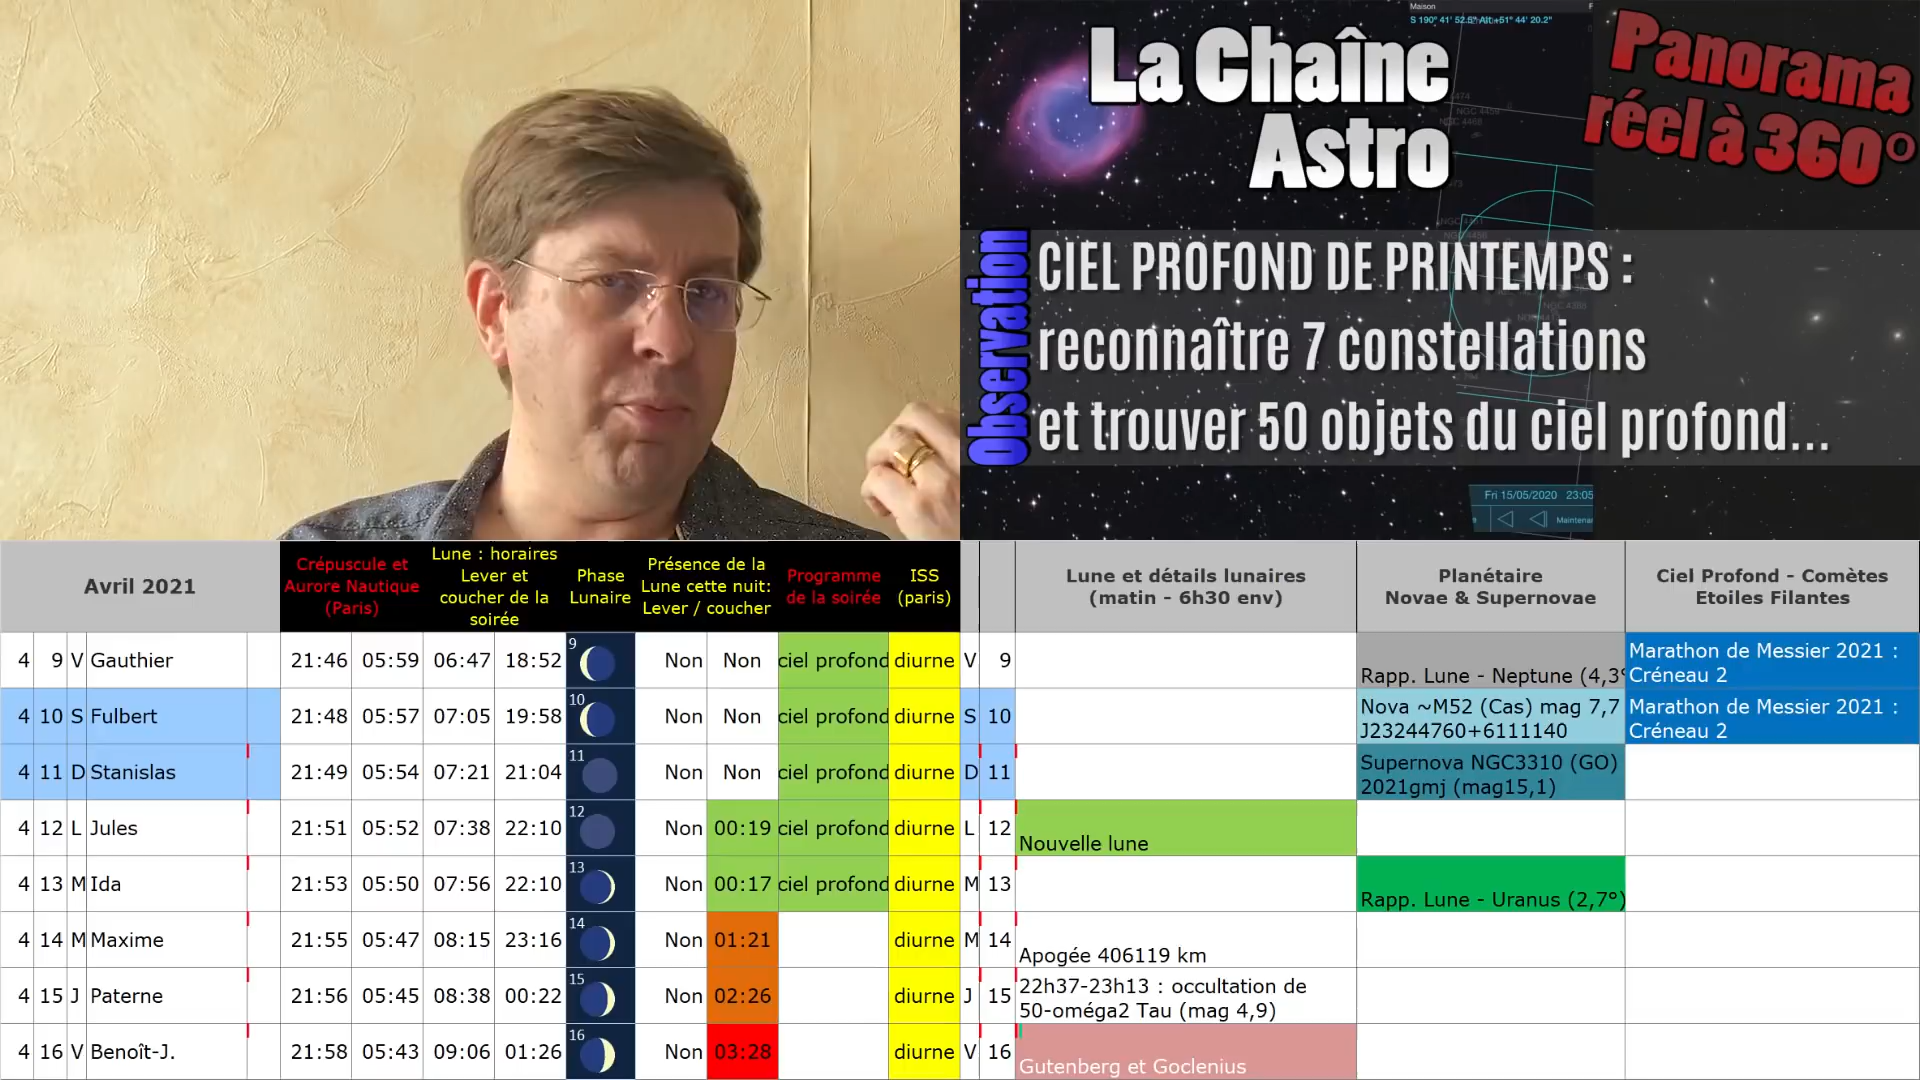 Maison
S 190° 41' 52.5" Alt +51° 44' 20.2"
La Chaîne
Astro
Panorama
réel à 360°
Observation
CIEL PROFOND DE PRINTEMPS :
reconnaître 7 constellations
et trouver 50 objets du ciel profond...
Fri 15/05/2020 23:05
Avril 2021
Crépuscule et
Aurore Nautique
(Paris)
Lune : horaires
Lever et
coucher de la
soirée
Phase
Lunaire
Présence de la
Lune cette nuit:
Lever / coucher
Programme
de la soirée
ISS
(paris)
Lune et détails lunaires
(matin - 6h30 env)
Planétaire
Novae & Supernovae
Ciel Profond - Comètes
Etoiles Filantes
4 9 V Gauthier 21:46 05:59 06:47 18:52 9 Non Non ciel profond diurne V 9
Rapp. Lune - Neptune (4,3°
Marathon de Messier 2021 :
Créneau 2
4 10 S Fulbert 21:48 05:57 07:05 19:58 10 Non Non ciel profond diurne S 10
Nova ~M52 (Cas) mag 7,7
J23244760+6111140
Marathon de Messier 2021 :
Créneau 2
4 11 D Stanislas 21:49 05:54 07:21 21:04 11 Non Non ciel profond diurne D 11
Supernova NGC3310 (GO)
2021gmj (mag15,1)
4 12 L Jules 21:51 05:52 07:38 22:10 12 Non 00:19 ciel profond diurne L 12
Nouvelle lune
4 13 M Ida 21:53 05:50 07:56 22:10 13 Non 00:17 ciel profond diurne M 13
Rapp. Lune - Uranus (2,7°)
4 14 M Maxime 21:55 05:47 08:15 23:16 14 Non 01:21 diurne M 14
Apogée 406119 km
4 15 J Paterne 21:56 05:45 08:38 00:22 15 Non 02:26 diurne J 15
22h37-23h13 : occultation de
50-oméga2 Tau (mag 4,9)
4 16 V Benoît-J. 21:58 05:43 09:06 01:26 16 Non 03:28 diurne V 16
Gutenberg et Goclenius